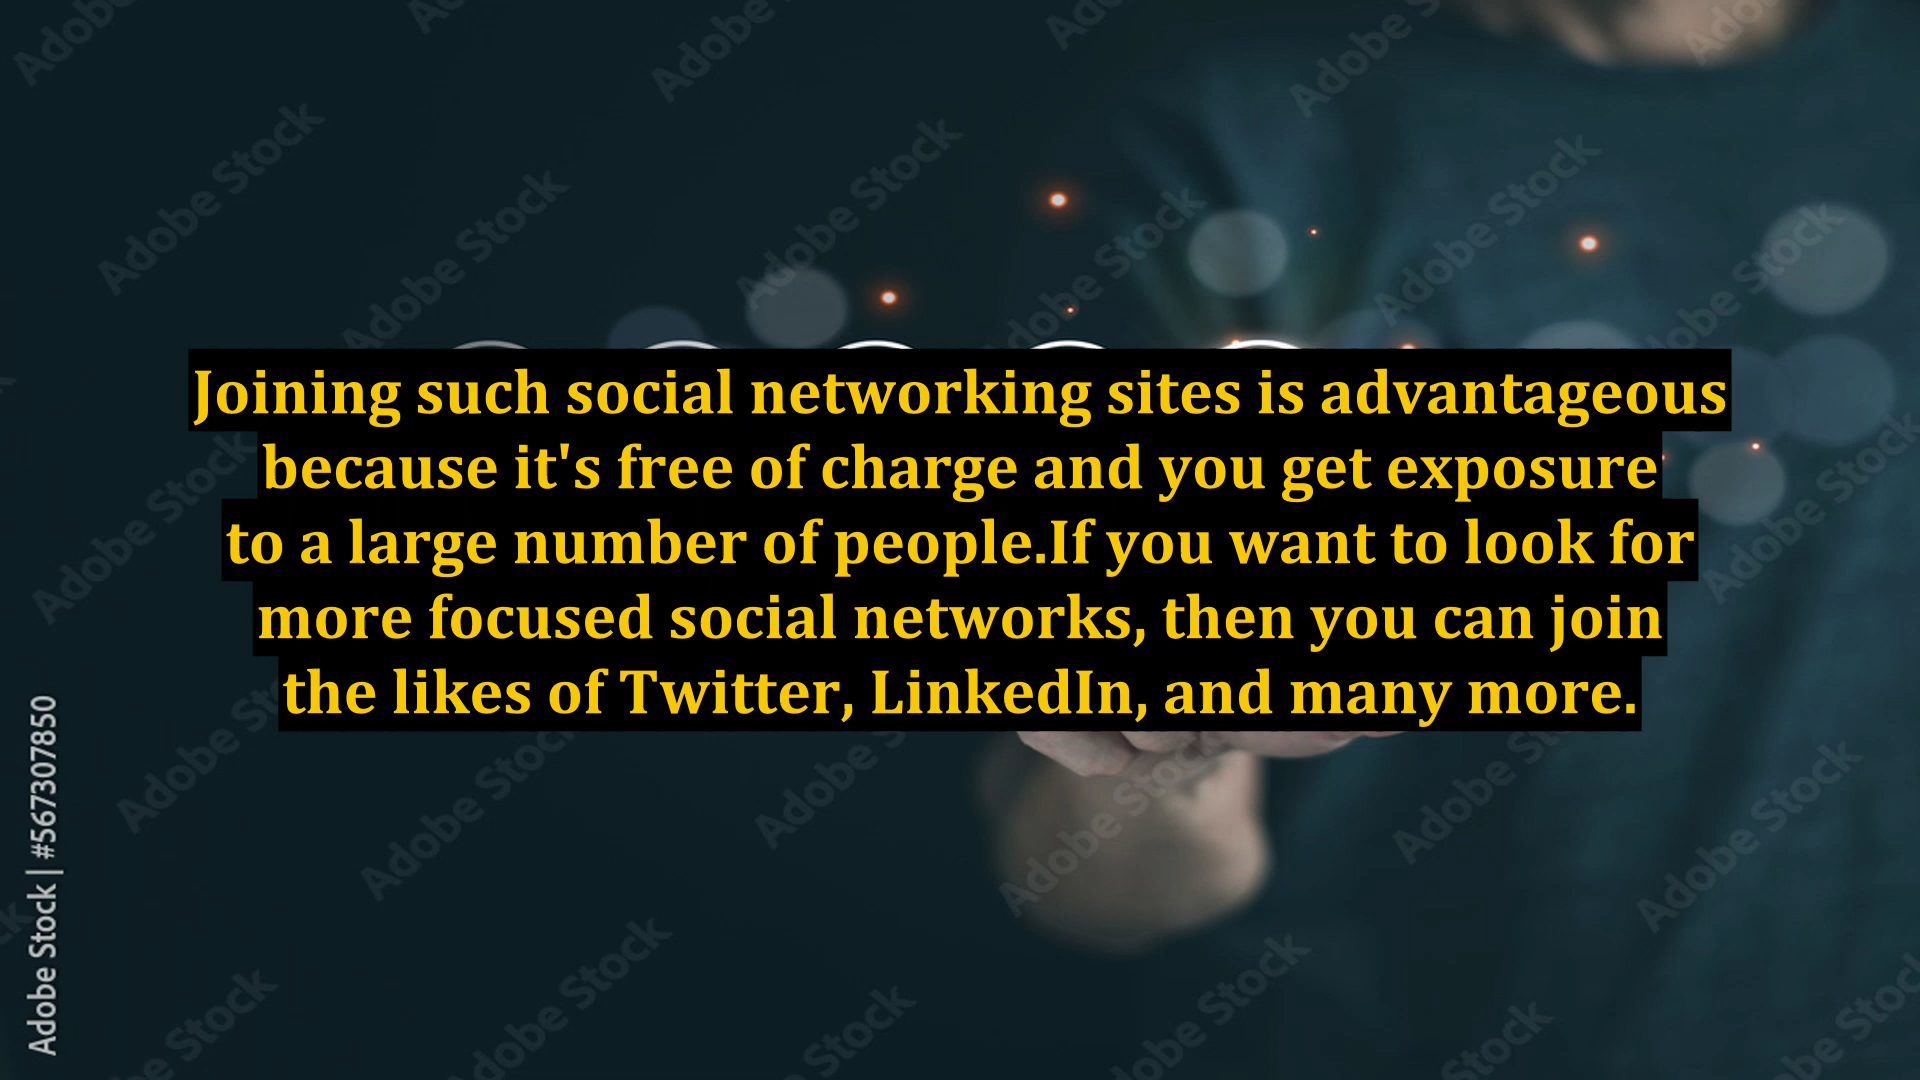 Joining such social networking sites is advantageous
because it's free of charge and you get exposure
to a large number of people.If you want to look for
more focused social networks, then you can join
the likes of Twitter, LinkedIn, and many more.
Adobe Stock | #567307850
Adobe Stock